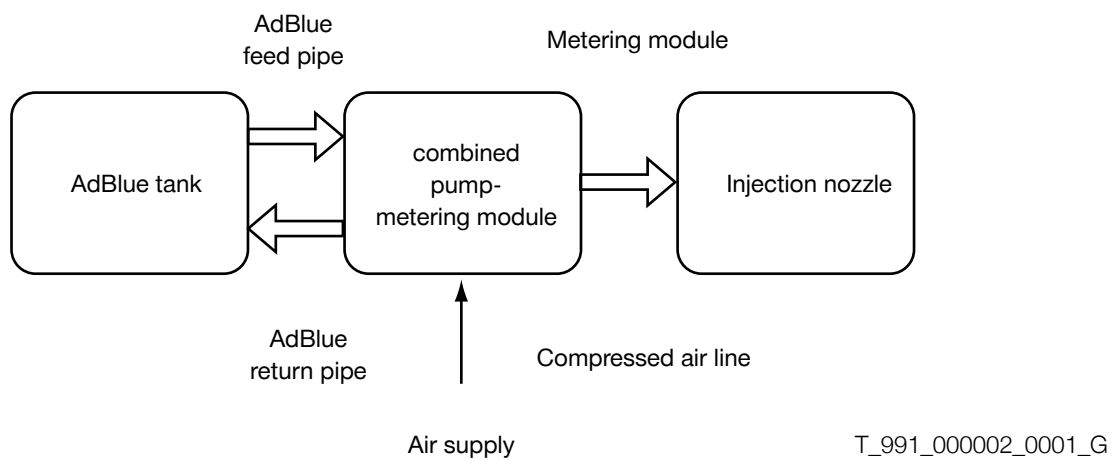 AdBlue
feed pipe
Metering module
AdBlue tank
combined
pump-
metering module
Injection nozzle
AdBlue
return pipe
Compressed air line
Air supply
T_991_000002_0001_G